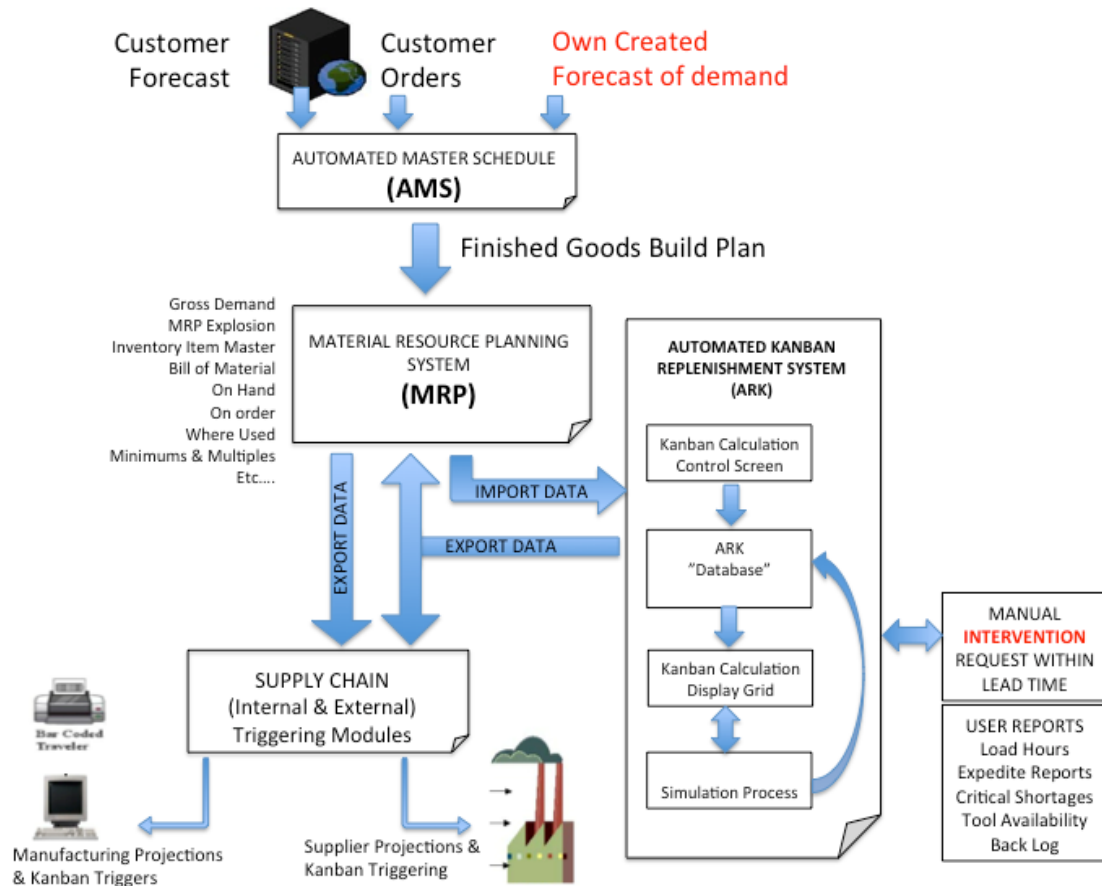 Customer
Forecast
Customer
Orders
Own Created
Forecast of demand
AUTOMATED MASTER SCHEDULE
(AMS)
Finished Goods Build Plan
Gross Demand
MRP Explosion
Inventory Item Master
Bill of Material
On Hand
On order
Where Used
Minimums & Multiples
Etc....
MATERIAL RESOURCE PLANNING
SYSTEM
(MRP)
EXPORT DATA
IMPORT DATA
EXPORT DATA
AUTOMATED KANBAN
REPLENISHMENT SYSTEM
(ARK)
Kanban Calculation
Control Screen
ARK
”Database”
Kanban Calculation
Display Grid
Simulation Process
MANUAL
INTERVENTION
REQUEST WITHIN
LEAD TIME
USER REPORTS
Load Hours
Expedite Reports
Critical Shortages
Tool Availability
Back Log
SUPPLY CHAIN
(Internal & External)
Triggering Modules
Bar Coded
Traveler
Manufacturing Projections
& Kanban Triggers
Supplier Projections &
Kanban Triggering